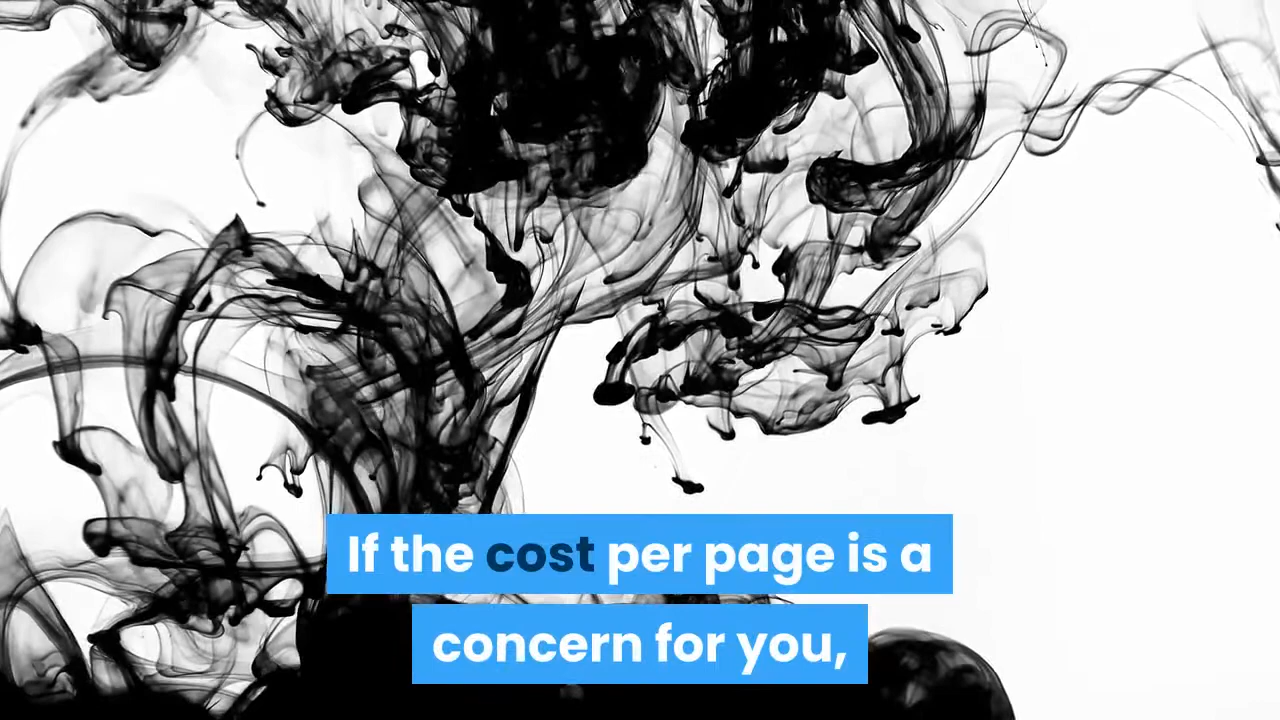 If the cost per page is a
concern for you,